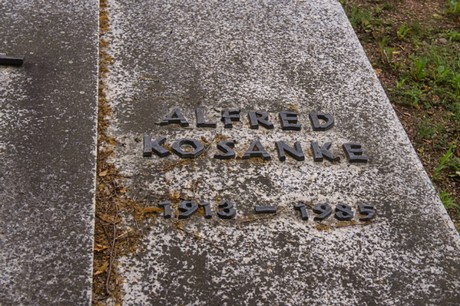 ALFRED
KOSANKE
1913 – 1985